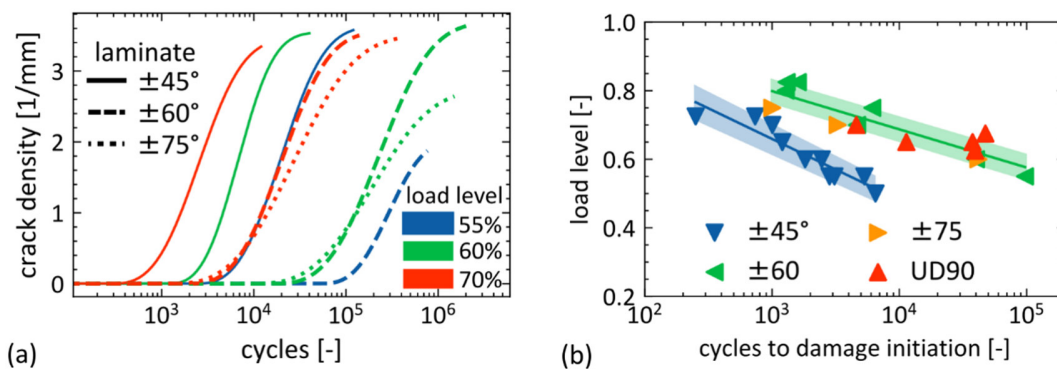 crack density [1/mm]
3
2
1
0
laminate
±45°
±60°
±75°
load level
55%
60%
70%
10³
10⁴
10⁵
10⁶
cycles [-]
(a)
load level [-]
1.0
0.8
0.6
0.4
0.2
±45°
±75
±60
UD90
10²
10³
10⁴
10⁵
cycles to damage initiation [-]
(b)